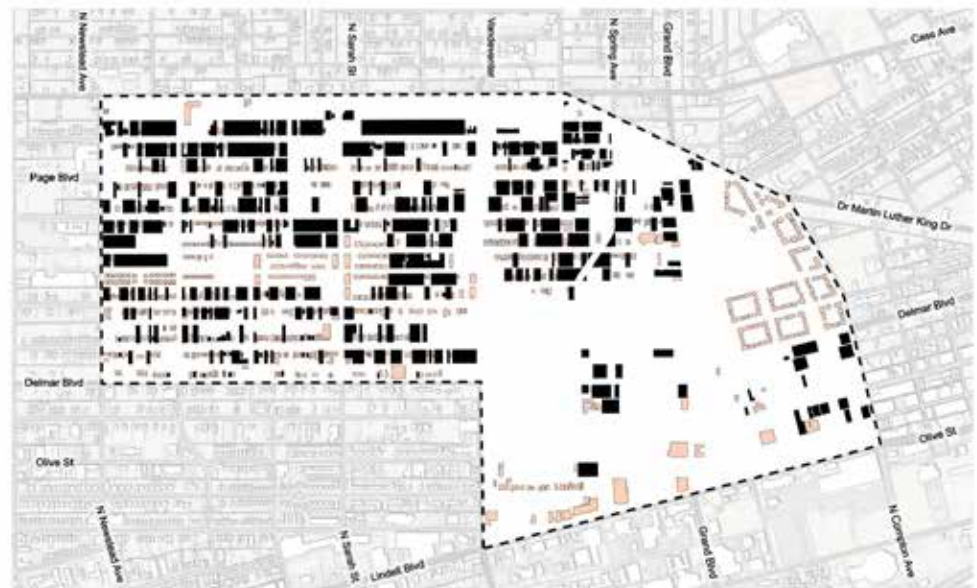 N Newstead Ave
N Sarah St
Vandeventer
N Spring Ave
Grand Blvd
Cass Ave
Page Blvd
Dr Martin Luther King Dr
Delmar Blvd
Delmar Blvd
Olive St
Olive St
N Newstead Ave
N Sarah St
Lindell Blvd
Grand Blvd
N Compton Ave